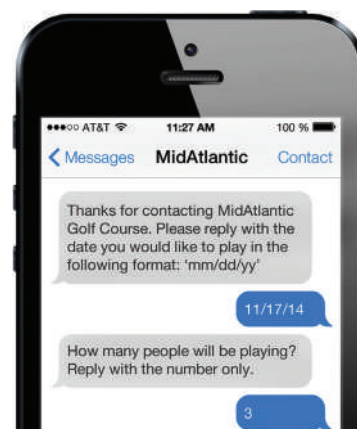 ●●●○○ AT&T 11:27 AM 100 %
Messages MidAtlantic Contact
Thanks for contacting MidAtlantic
Golf Course. Please reply with the
date you would like to play in the
following format: 'mm/dd/yy'
11/17/14
How many people will be playing?
Reply with the number only.
3